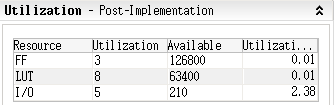 Utilization - Post-Implementation
Resource Utilization Available Utilizati...
FF 3 126800 0.01
LUT 8 63400 0.01
I/O 5 210 2.38